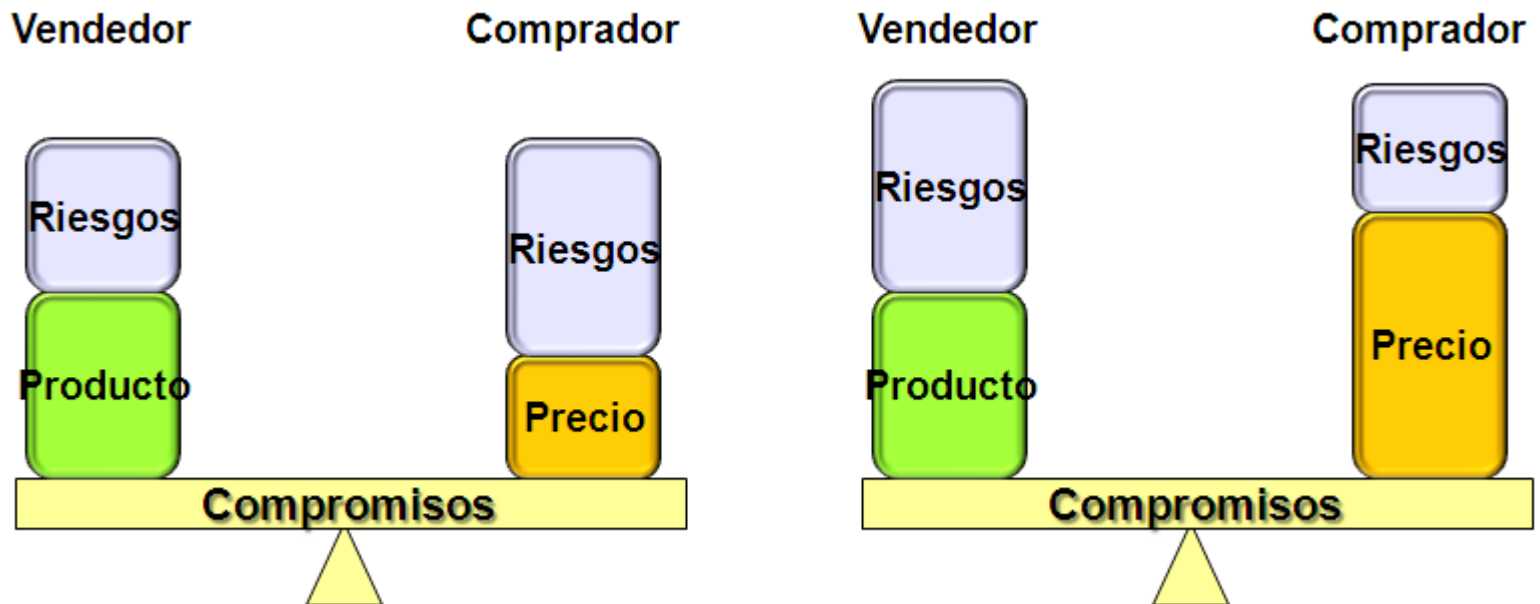 Vendedor
Comprador
Riesgos
Riesgos
Producto
Precio
Compromisos
Vendedor
Comprador
Riesgos
Riesgos
Producto
Precio
Compromisos